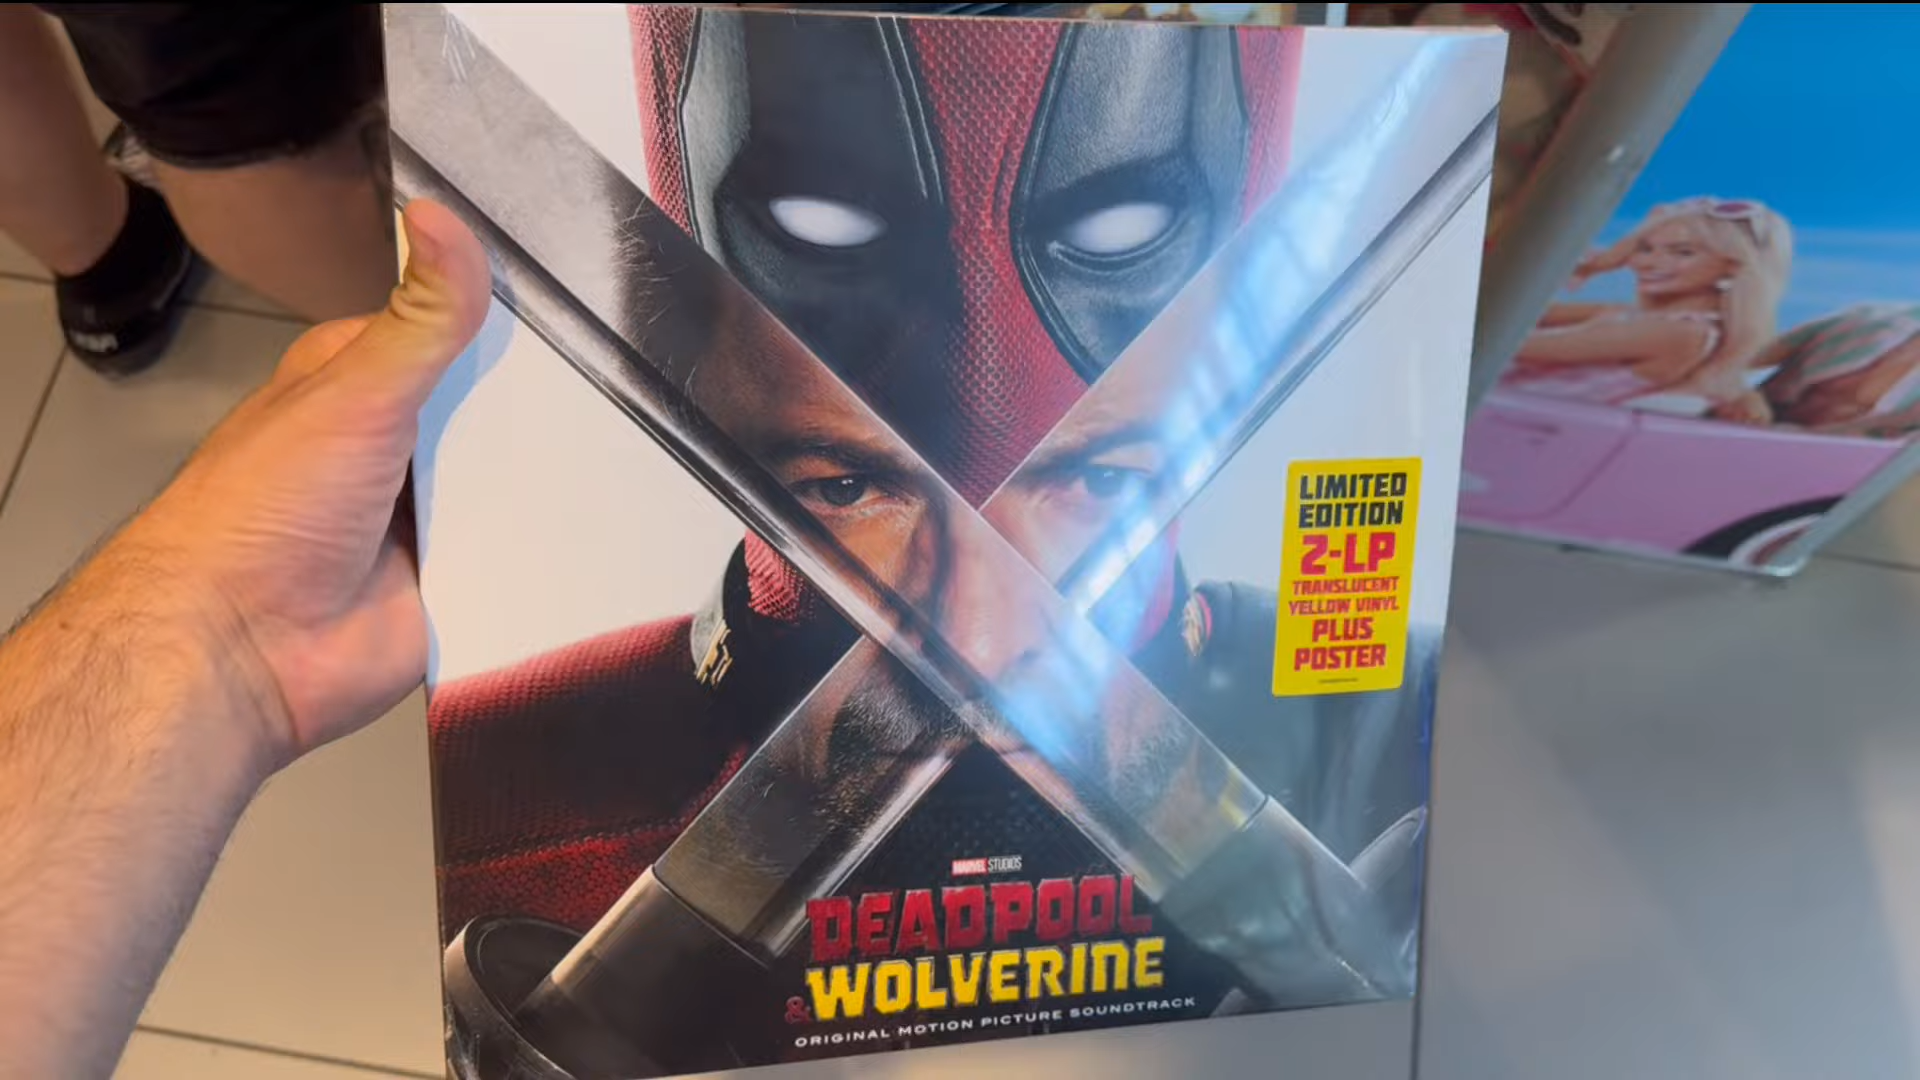 LIMITED
EDITION
2-LP
TRANSLUCENT
YELLOW VINYL
PLUS
POSTER
MARVEL STUDIOS
DEADPOOL
& WOLVERINE
ORIGINAL MOTION PICTURE SOUNDTRACK